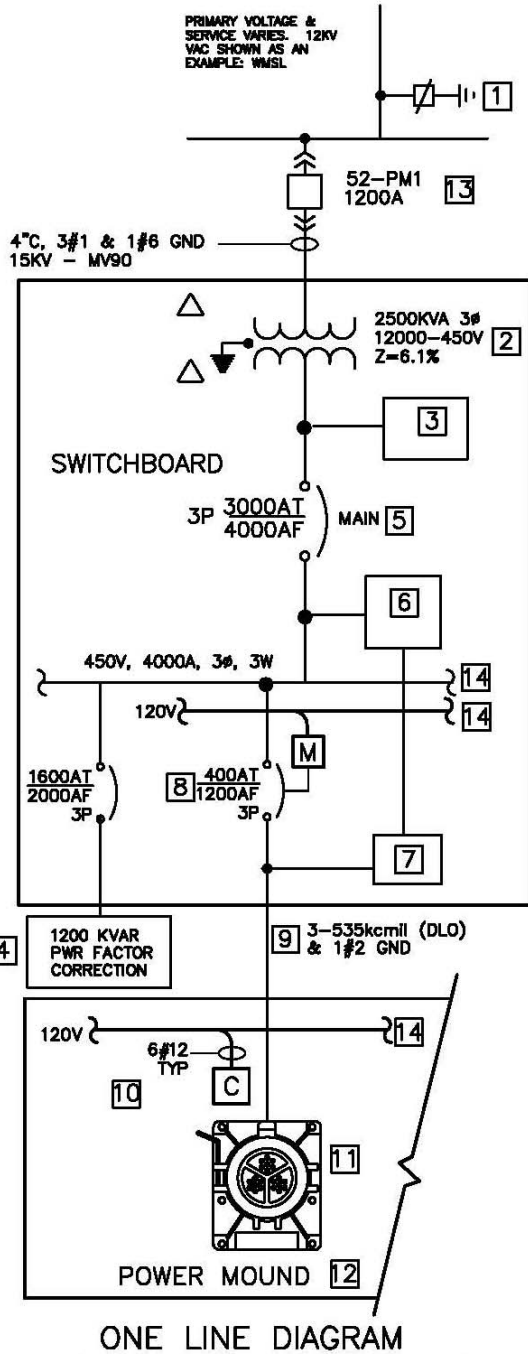 PRIMARY VOLTAGE &
SERVICE VARIES. 12KV
VAC SHOWN AS AN
EXAMPLE: WMSL
1
52-PM1
1200A
13
4"C, 3#1 & 1#6 GND
15KV - MV90
2500KVA 3ø
12000-450V
Z=6.1%
2
3
SWITCHBOARD
3P 3000AT
4000AF
MAIN 5
6
450V, 4000A, 3ø, 3W
14
120V
14
M
1600AT
2000AF
3P
8
400AT
1200AF
3P
7
4
1200 KVAR
PWR FACTOR
CORRECTION
9
3-535kcmil (DLO)
& 1#2 GND
120V
14
6#12
TYP
C
10
11
POWER MOUND 12
ONE LINE DIAGRAM